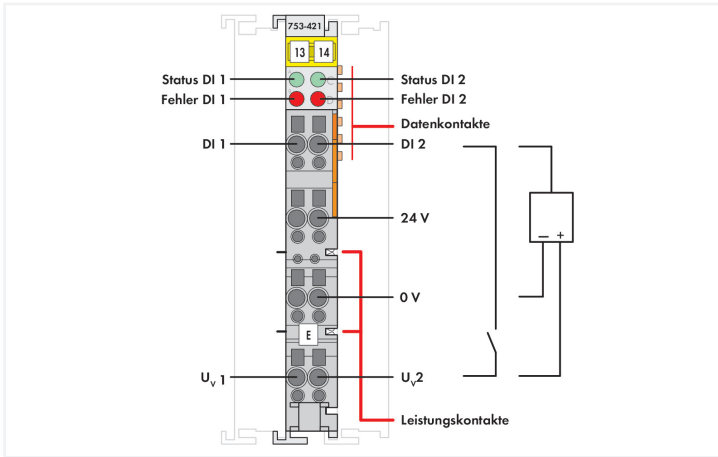 753-421
13 14
Status DI 1
Status DI 2
Fehler DI 1
Fehler DI 2
Datenkontakte
DI 1
DI 2
24 V
— +
0 V
E
Uᵥ 1
Uᵥ2
Leistungskontakte